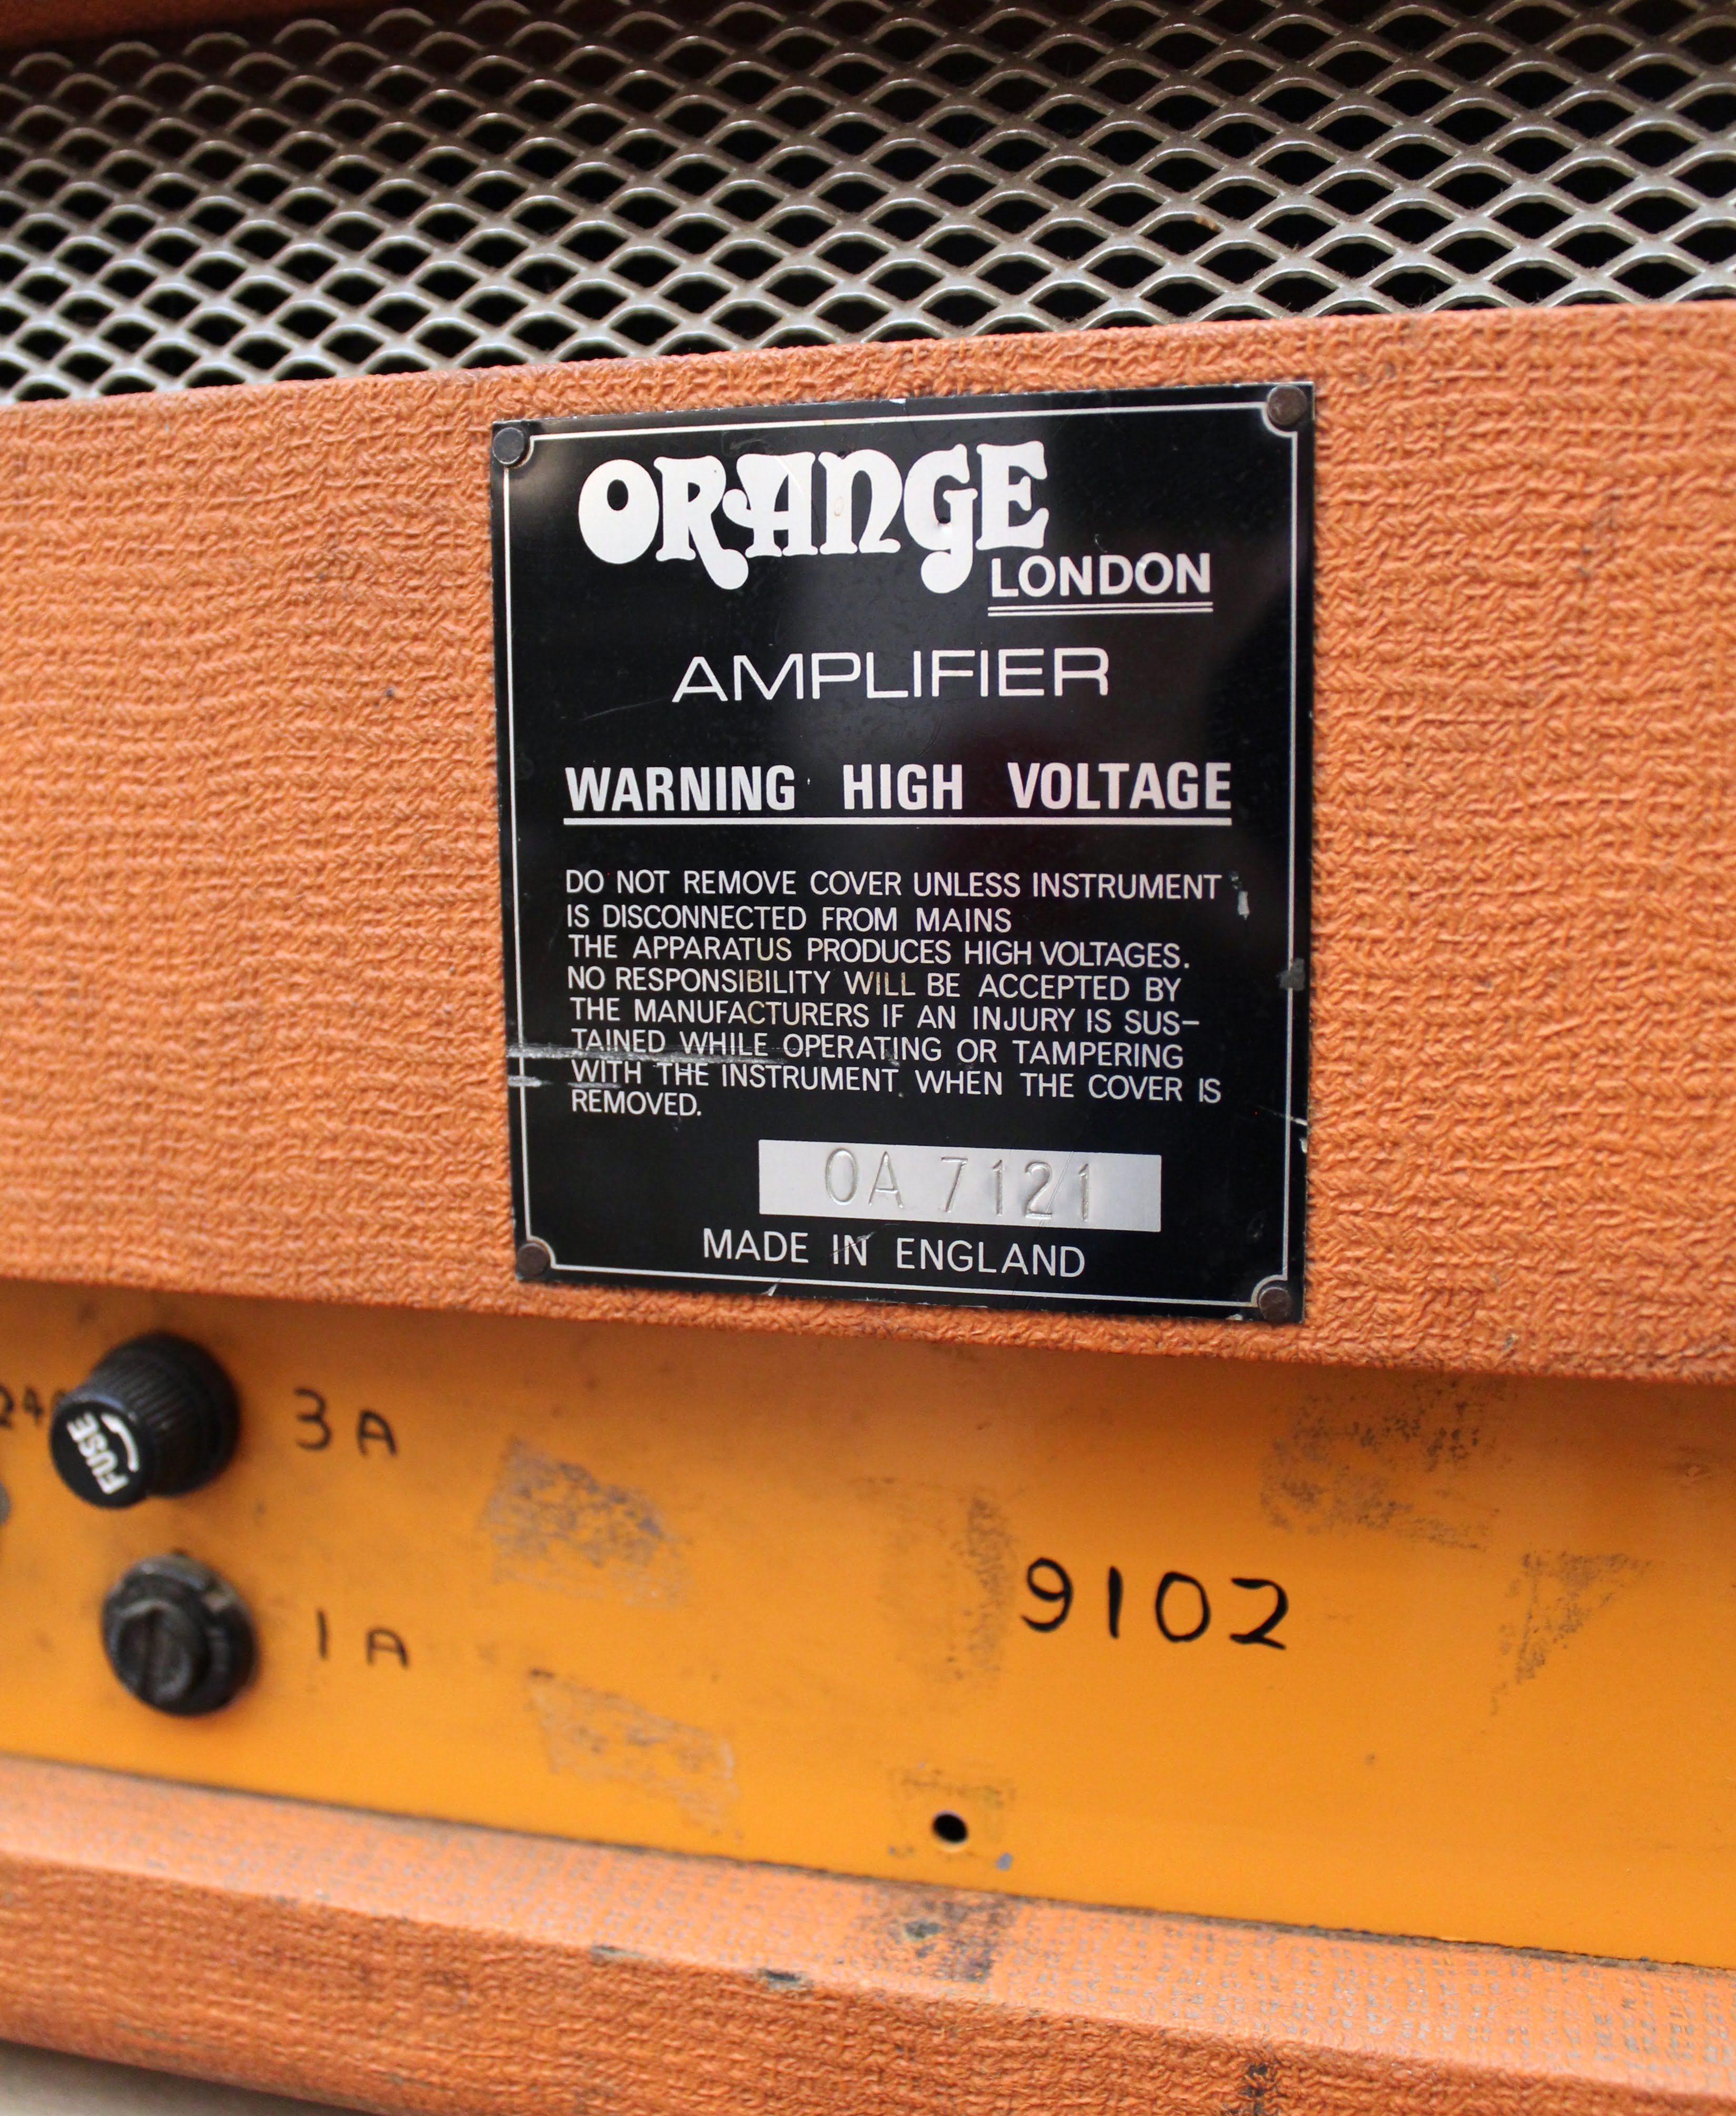 ORANGE
LONDON
AMPLIFIER
WARNING HIGH VOLTAGE
DO NOT REMOVE COVER UNLESS INSTRUMENT
IS DISCONNECTED FROM MAINS
THE APPARATUS PRODUCES HIGH VOLTAGES.
NO RESPONSIBILITY WILL BE ACCEPTED BY
THE MANUFACTURERS IF AN INJURY IS SUS-
TAINED WHILE OPERATING OR TAMPERING
WITH THE INSTRUMENT WHEN THE COVER IS
REMOVED.
OA 7121
MADE IN ENGLAND
FUSE
3 A
1 A
9102